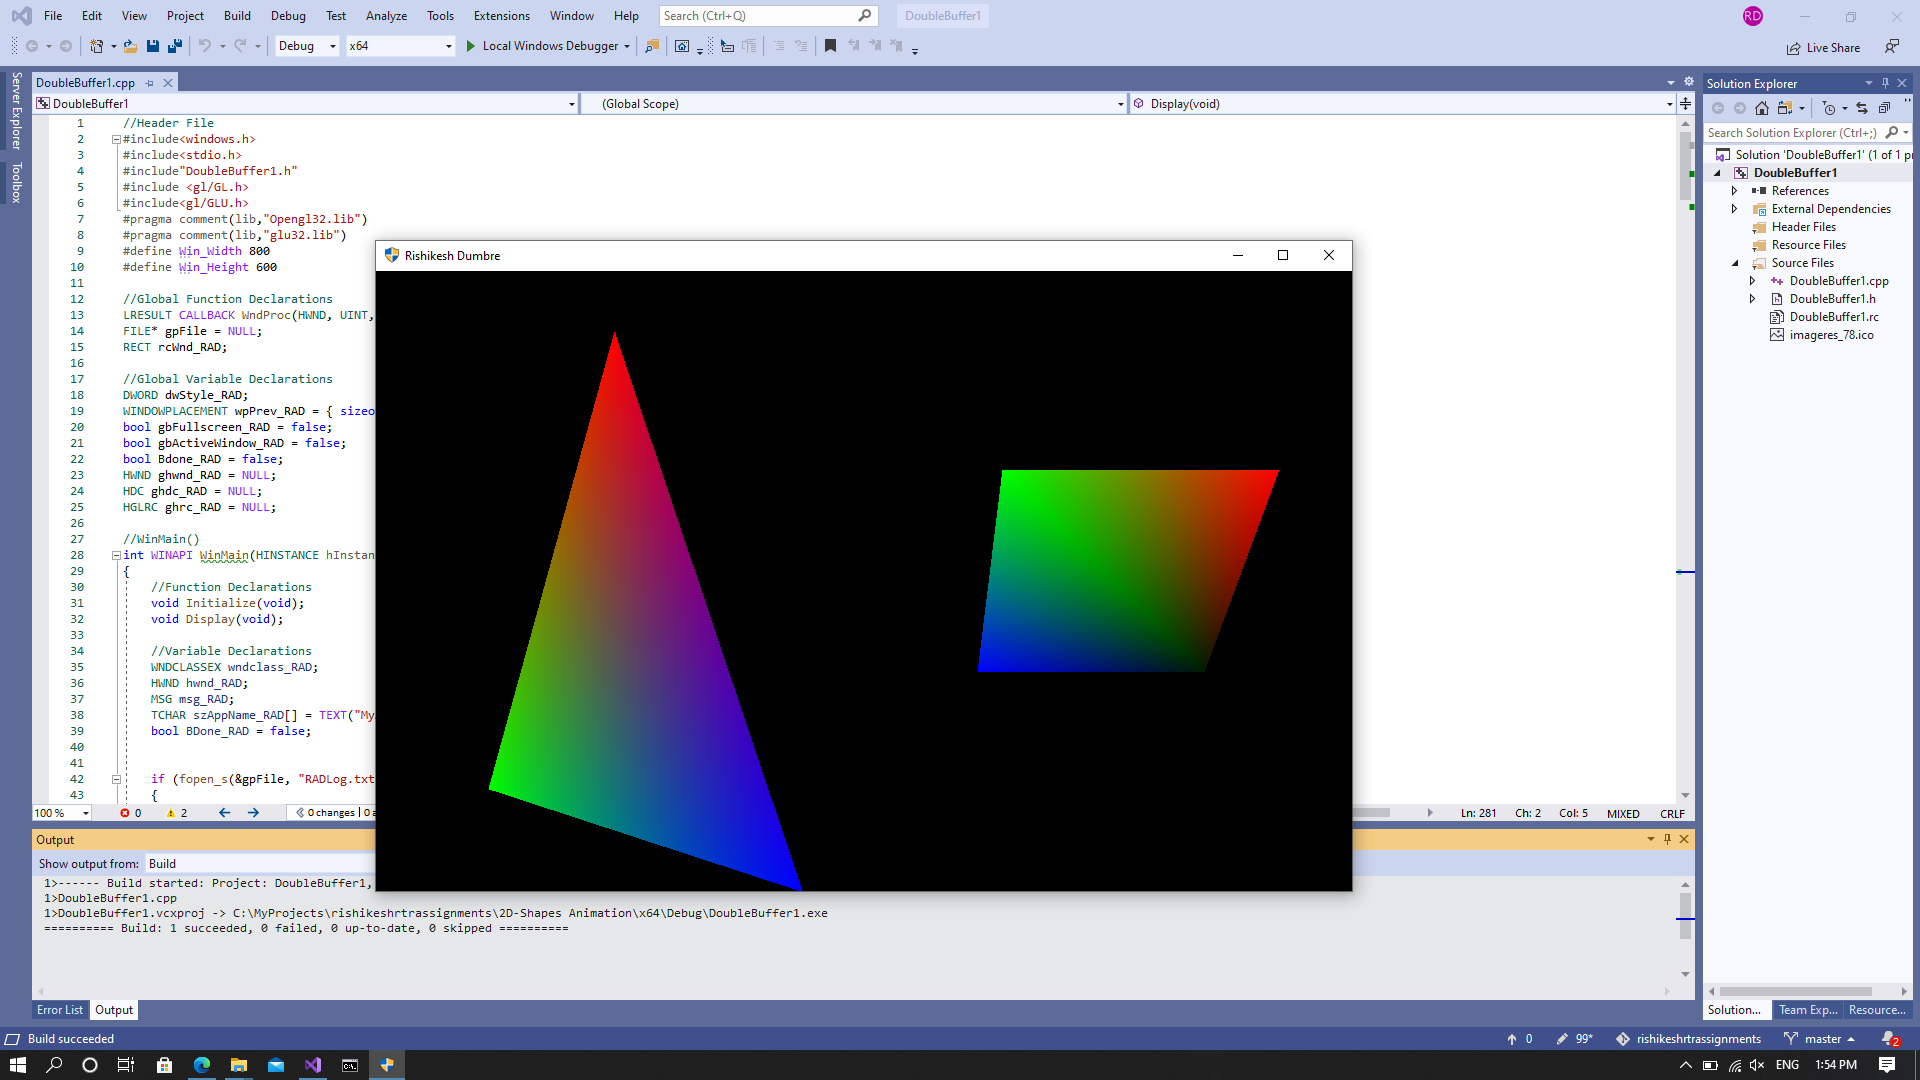 File Edit View Project Build Debug Test Analyze Tools Extensions Window Help Search (Ctrl+Q) DoubleBuffer1 RD
Debug x64 Local Windows Debugger Live Share
Server Explorer
Toolbox
DoubleBuffer1.cpp
DoubleBuffer1 (Global Scope) Display(void)
1 //Header File
2 #include<windows.h>
3 #include<stdio.h>
4 #include"DoubleBuffer1.h"
5 #include <gl/GL.h>
6 #include<gl/GLU.h>
7 #pragma comment(lib,"Opengl32.lib")
8 #pragma comment(lib,"glu32.lib")
9 #define Win_Width 800
10 #define Win_Height 600
11
12 //Global Function Declarations
13 LRESULT CALLBACK WndProc(HWND, UINT,
14 FILE* gpFile = NULL;
15 RECT rcWnd_RAD;
16
17 //Global Variable Declarations
18 DWORD dwStyle_RAD;
19 WINDOWPLACEMENT wpPrev_RAD = { sizeo
20 bool gbFullscreen_RAD = false;
21 bool gbActiveWindow_RAD = false;
22 bool Bdone_RAD = false;
23 HWND ghwnd_RAD = NULL;
24 HDC ghdc_RAD = NULL;
25 HGLRC ghrc_RAD = NULL;
26
27 //WinMain()
28 int WINAPI WinMain(HINSTANCE hInstan
29 {
30 //Function Declarations
31 void Initialize(void);
32 void Display(void);
33
34 //Variable Declarations
35 WNDCLASSEX wndclass_RAD;
36 HWND hwnd_RAD;
37 MSG msg_RAD;
38 TCHAR szAppName_RAD[] = TEXT("My
39 bool BDone_RAD = false;
40
41
42 if (fopen_s(&gpFile, "RADLog.txt
43 {
Rishikesh Dumbre
100 % 0 2 0 changes | 0 a Ln: 281 Ch: 2 Col: 5 MIXED CRLF
Output
Show output from: Build
1>------ Build started: Project: DoubleBuffer1,
1>DoubleBuffer1.cpp
1>DoubleBuffer1.vcxproj -> C:\MyProjects\rishikeshrtrassignments\2D-Shapes Animation\x64\Debug\DoubleBuffer1.exe
========== Build: 1 succeeded, 0 failed, 0 up-to-date, 0 skipped ==========
Error List Output
Solution Explorer
Search Solution Explorer (Ctrl+;)
Solution 'DoubleBuffer1' (1 of 1 pr
DoubleBuffer1
References
External Dependencies
Header Files
Resource Files
Source Files
DoubleBuffer1.cpp
DoubleBuffer1.h
DoubleBuffer1.rc
imageres_78.ico
Solution... Team Exp... Resource...
Build succeeded 0 99* rishikeshrtrassignments master 2
ENG 1:54 PM